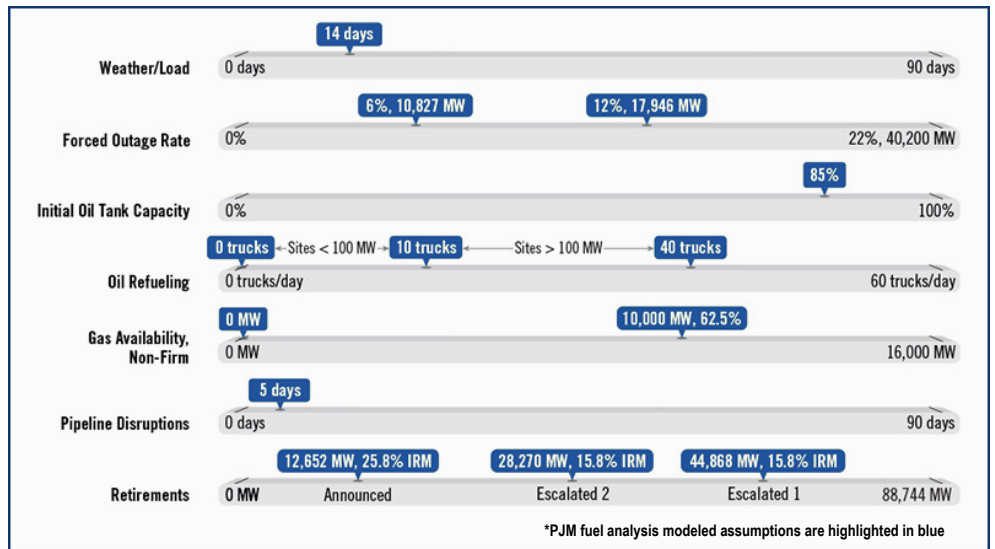 14 days
Weather/Load
0 days
90 days
6%, 10,827 MW
12%, 17,946 MW
Forced Outage Rate
0%
22%, 40,200 MW
85%
Initial Oil Tank Capacity
0%
100%
0 trucks
Sites < 100 MW
10 trucks
Sites > 100 MW
40 trucks
Oil Refueling
0 trucks/day
60 trucks/day
0 MW
10,000 MW, 62.5%
Gas Availability,
Non-Firm
0 MW
16,000 MW
5 days
Pipeline Disruptions
0 days
90 days
12,652 MW, 25.8% IRM
28,270 MW, 15.8% IRM
44,868 MW, 15.8% IRM
Retirements
0 MW
Announced
Escalated 2
Escalated 1
88,744 MW
*PJM fuel analysis modeled assumptions are highlighted in blue